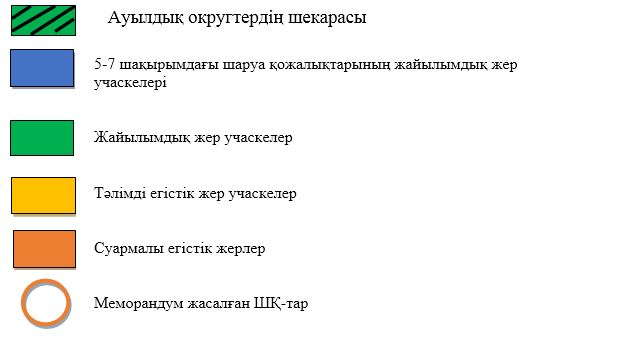 Ауылдық округтердің шекарасы
5-7 шақырымдағы шаруа қожалықтарының жайылымдық жер
учаскелері
Жайылымдық жер учаскелер
Тәлімді егістік жер учаскелер
Суармалы егістік жерлер
Меморандум жасалған ШҚ-тар